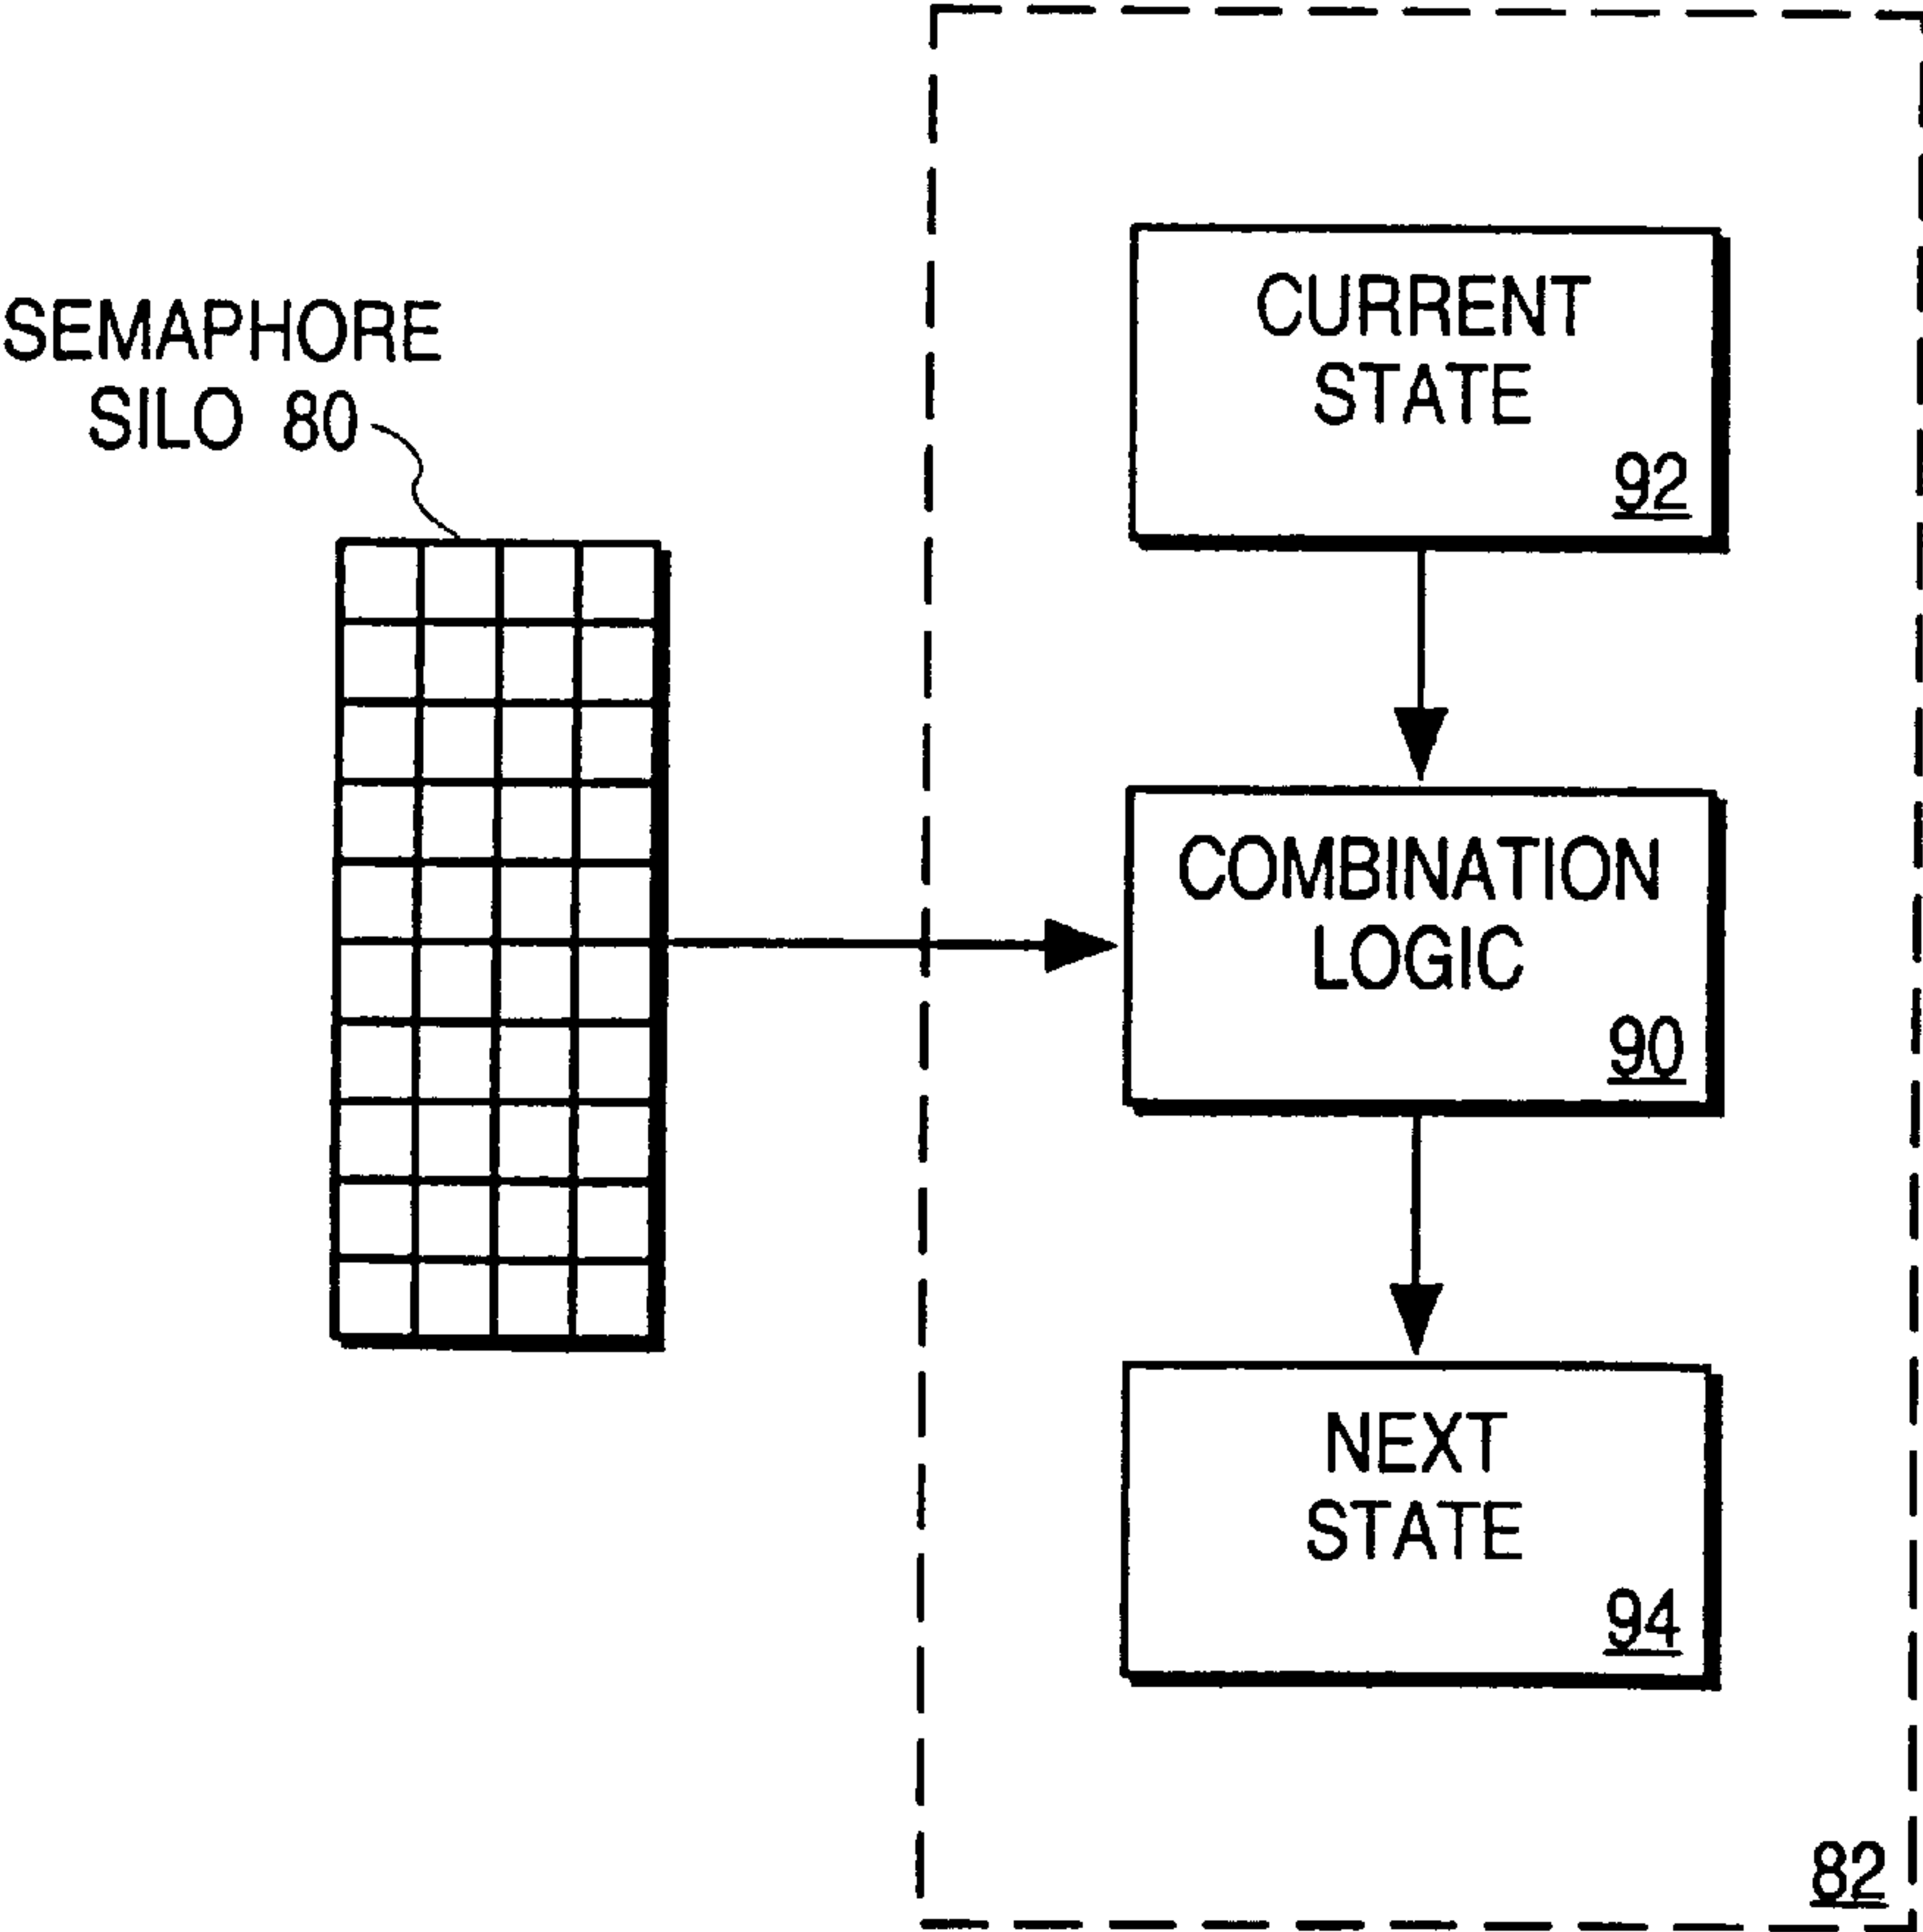 SEMAPHORE
SILO 80
CURRENT
STATE
92
COMBINATION
LOGIC
90
NEXT
STATE
94
82